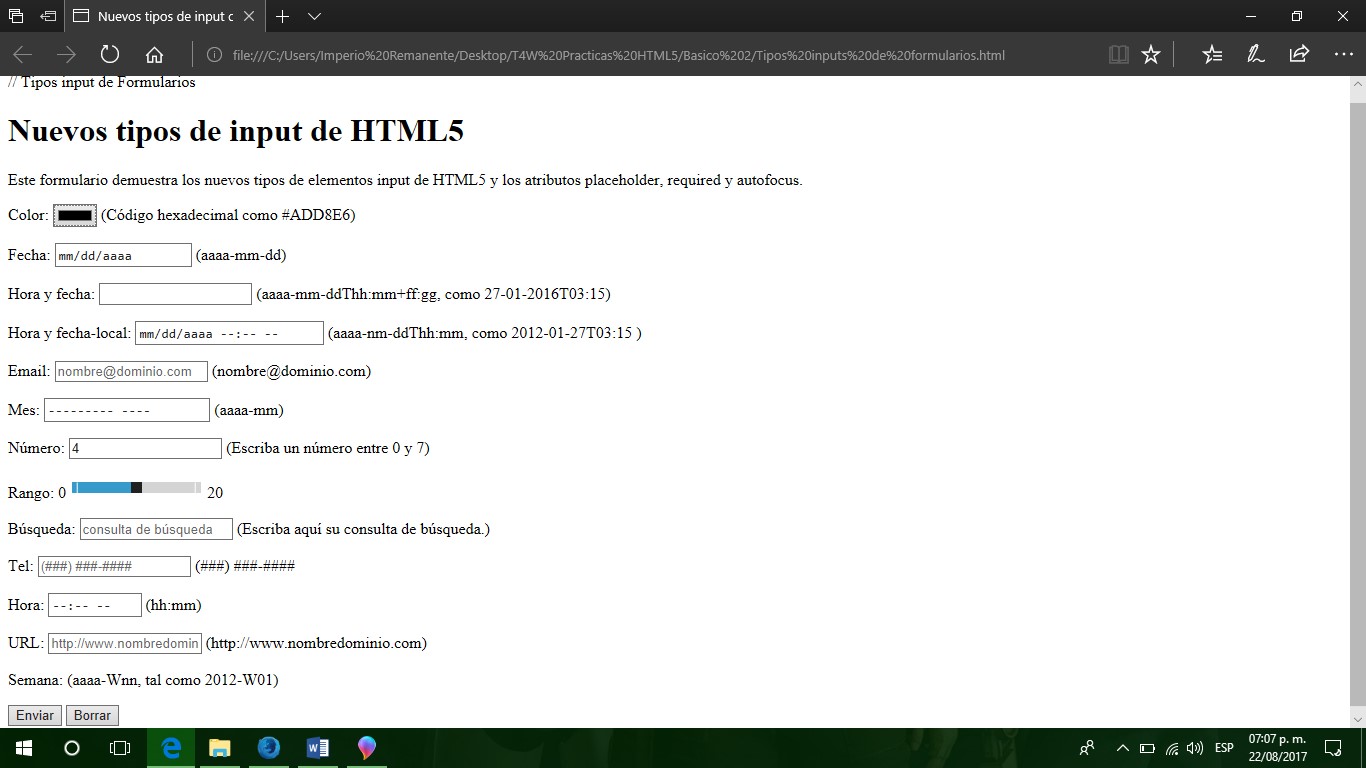 Nuevos tipos de input c
file:///C:/Users/Imperio%20Remanente/Desktop/T4W%20Practicas%20HTML5/Basico%202/Tipos%20inputs%20de%20formularios.html
// Tipos input de Formularios
Nuevos tipos de input de HTML5
Este formulario demuestra los nuevos tipos de elementos input de HTML5 y los atributos placeholder, required y autofocus.
Color: (Código hexadecimal como #ADD8E6)
Fecha: mm/dd/aaaa (aaaa-mm-dd)
Hora y fecha: (aaaa-mm-ddThh:mm+ff:gg, como 27-01-2016T03:15)
Hora y fecha-local: mm/dd/aaaa --:-- -- (aaaa-nm-ddThh:mm, como 2012-01-27T03:15 )
Email: nombre@dominio.com (nombre@dominio.com)
Mes: --------- ---- (aaaa-mm)
Número: 4 (Escriba un número entre 0 y 7)
Rango: 0 20
Búsqueda: consulta de búsqueda (Escriba aquí su consulta de búsqueda.)
Tel: (###) ###-#### (###) ###-####
Hora: --:-- -- (hh:mm)
URL: http://www.nombredomin (http://www.nombredominio.com)
Semana: (aaaa-Wnn, tal como 2012-W01)
Enviar Borrar
ESP
07:07 p. m.
22/08/2017